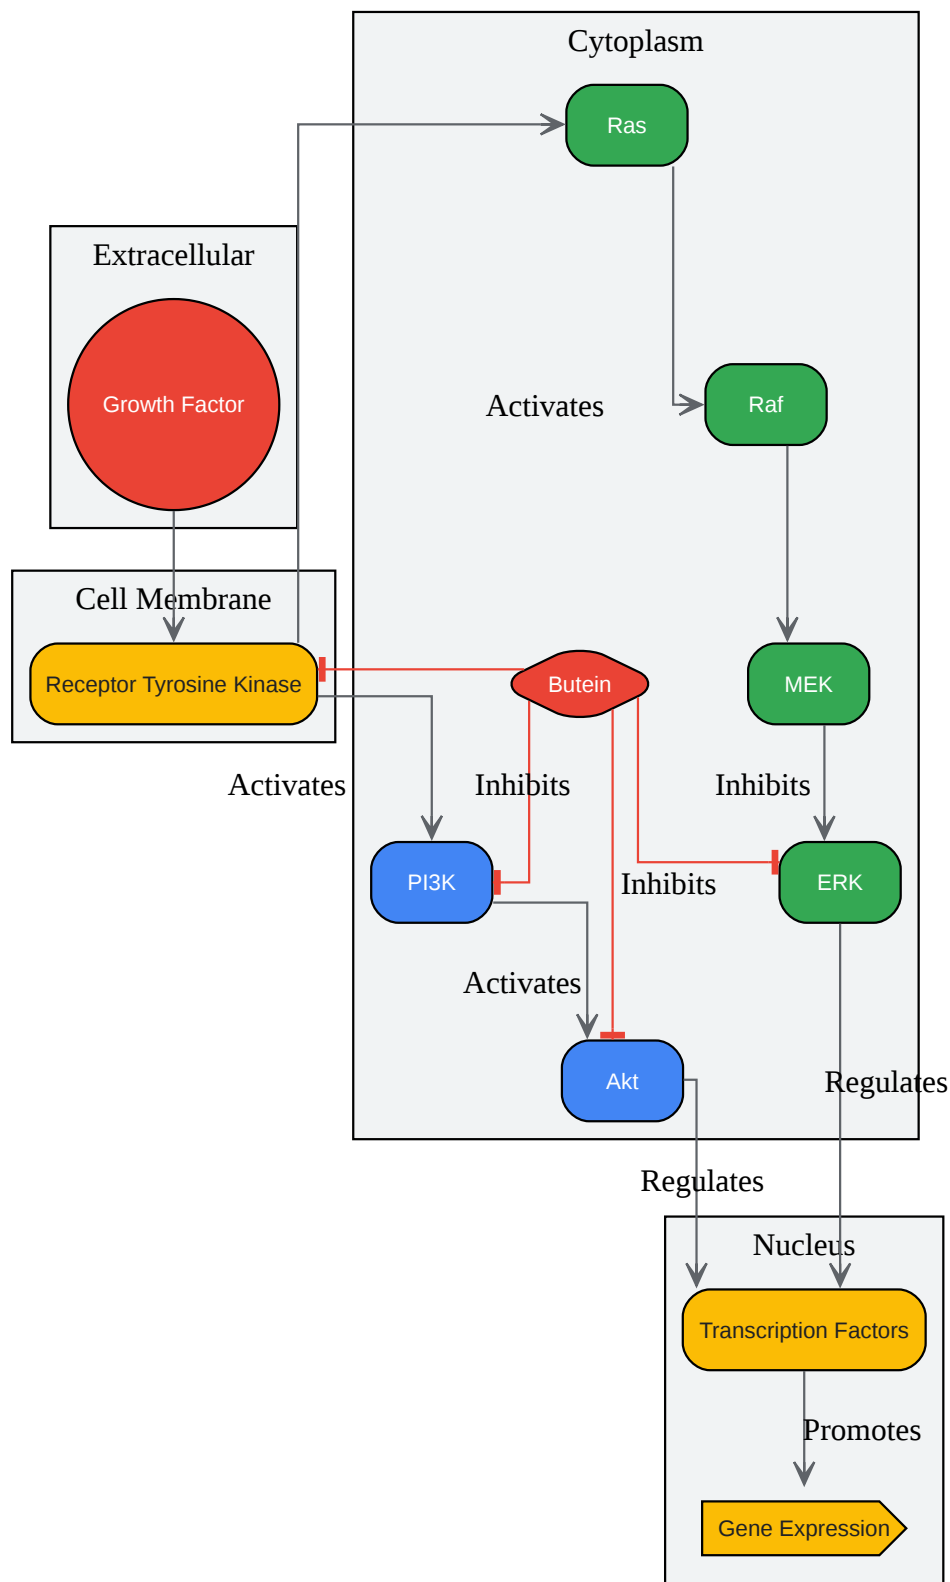 Cytoplasm
Ras
Extracellular
Growth Factor
Activates
Raf
Cell Membrane
Receptor Tyrosine Kinase
Butein
MEK
Activates
Inhibits
Inhibits
PI3K
Inhibits
ERK
Activates
Akt
Regulates
Regulates
Nucleus
Transcription Factors
Promotes
Gene Expression